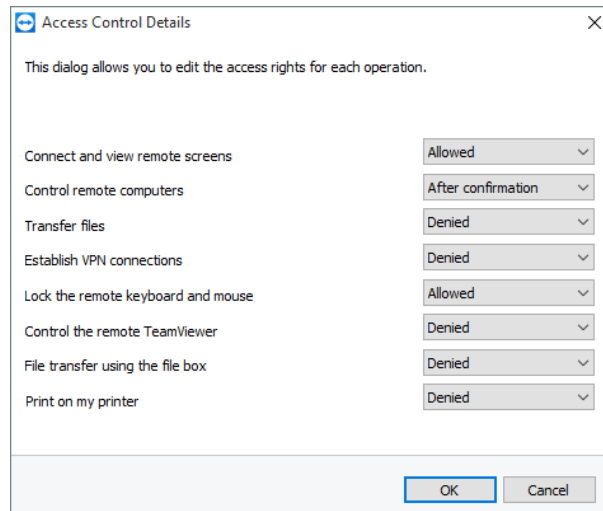 Access Control Details
This dialog allows you to edit the access rights for each operation.
Connect and view remote screens Allowed
Control remote computers After confirmation
Transfer files Denied
Establish VPN connections Denied
Lock the remote keyboard and mouse Allowed
Control the remote TeamViewer Denied
File transfer using the file box Denied
Print on my printer Denied
OK Cancel